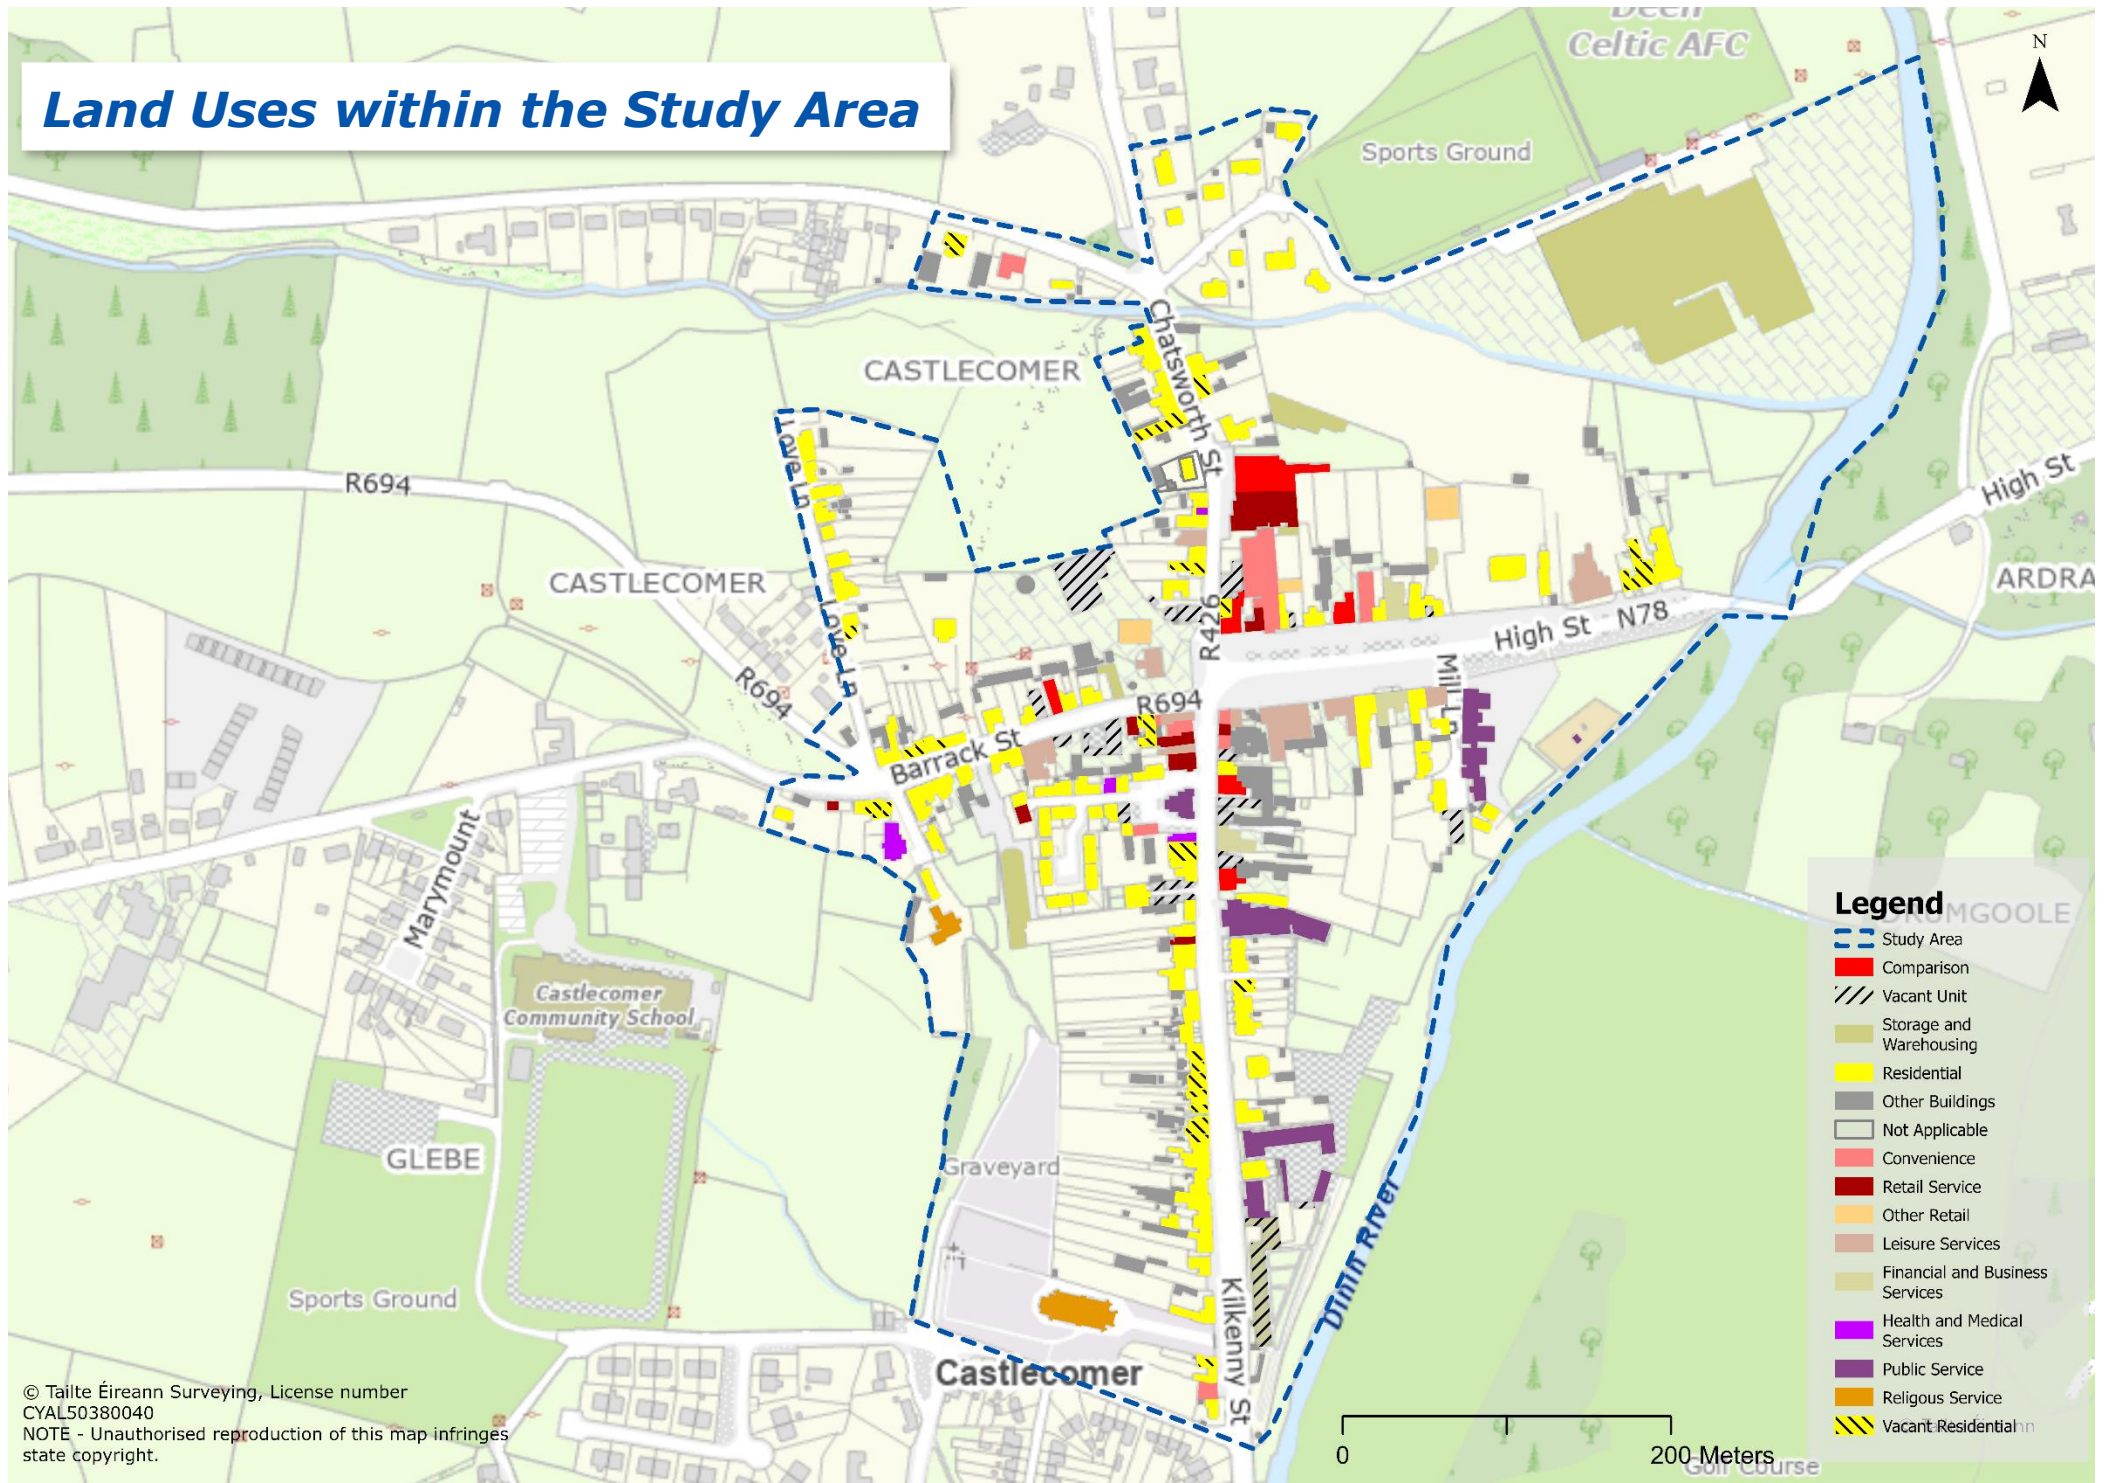 Deen
Celtic AFC
N
Land Uses within the Study Area
Sports Ground
Chatsworth St
CASTLECOMER
Love Ln
R694
High St
CASTLECOMER
ARDRA
R426
Love Ln
High St N78
R694
Mill Ln
R694
Barrack St
Marymount
Legend
DRUMGOOLE
Study Area
Comparison
Vacant Unit
Castlecomer
Community School
Storage and
Warehousing
Residential
Other Buildings
Not Applicable
GLEBE
Graveyard
Convenience
Retail Service
Other Retail
Dinin River
Leisure Services
Financial and Business
Services
Sports Ground
Kilkenny St
Health and Medical
Services
Castlecomer
Public Service
Religous Service
Vacant Residential
© Tailte Éireann Surveying, License number
CYAL50380040
NOTE - Unauthorised reproduction of this map infringes
state copyright.
0 200 Meters
Golf Course